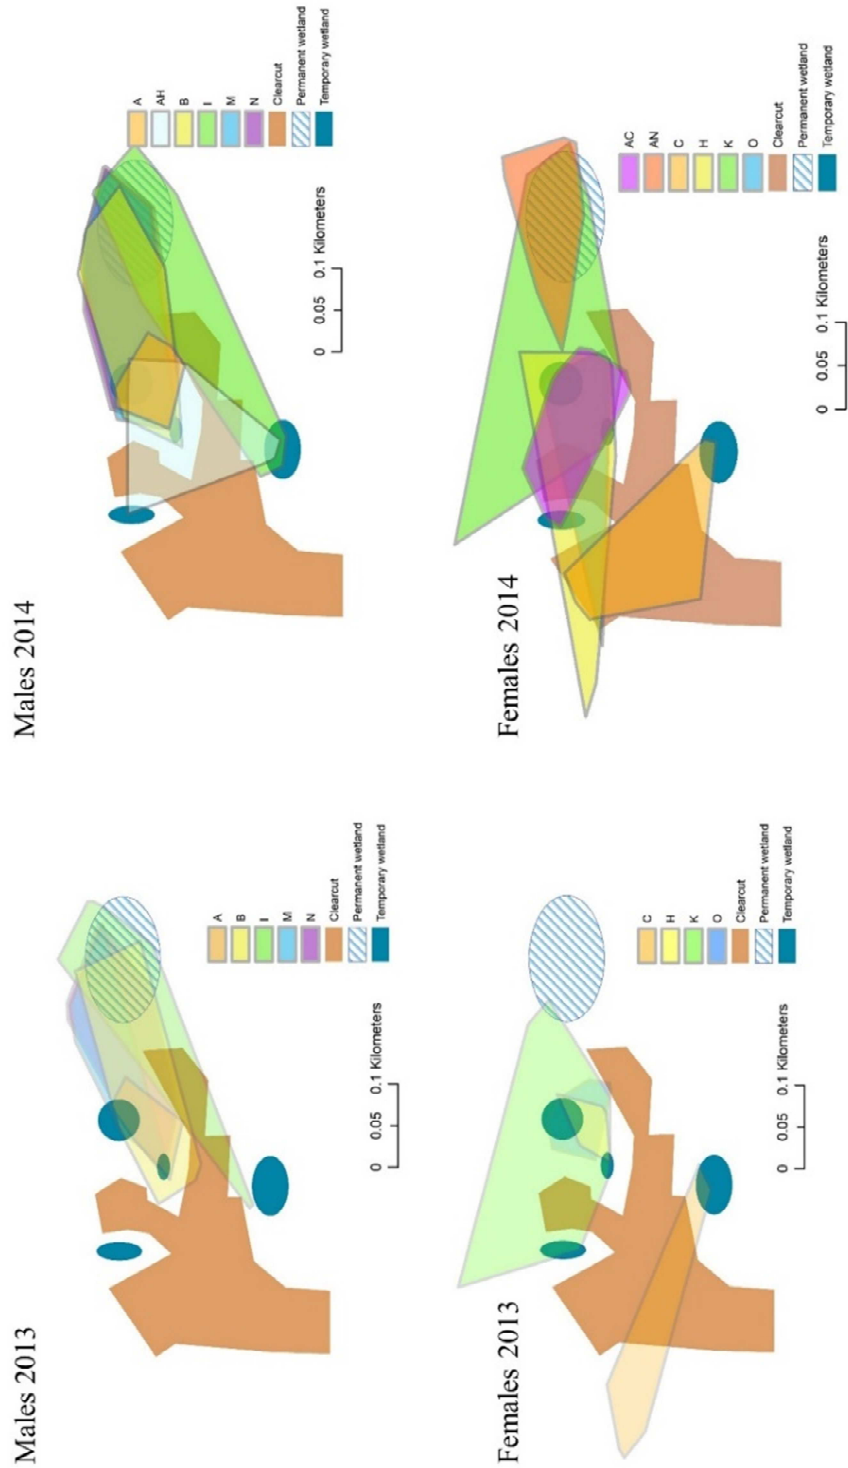 Males 2013
A
B
I
M
N
Clearcut
Permanent wetland
Temporary wetland
0 0.05 0.1 Kilometers
Males 2014
A
AH
B
I
M
N
Clearcut
Permanent wetland
Temporary wetland
0 0.05 0.1 Kilometers
Females 2013
C
H
K
O
Clearcut
Permanent wetland
Temporary wetland
0 0.05 0.1 Kilometers
Females 2014
AC
AN
C
H
K
O
Clearcut
Permanent wetland
Temporary wetland
0 0.05 0.1 Kilometers